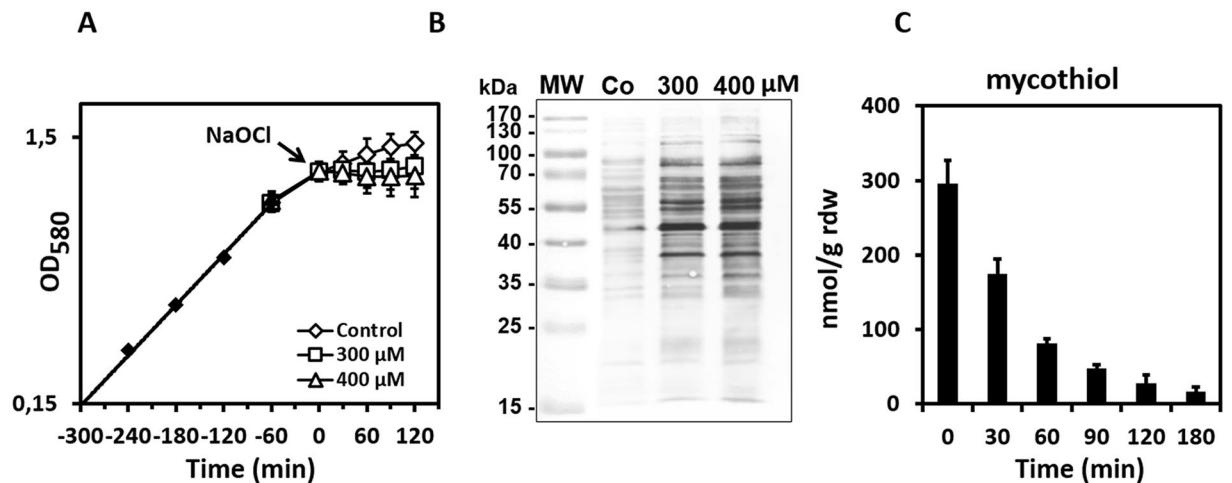 A
B
C
OD580
1,5
0,15
NaOCl
Control
300 µM
400 µM
-300 -240 -180 -120 -60 0 60 120
Time (min)
kDa MW Co 300 400 µM
170
130
100
70
55
40
35
25
15
mycothiol
nmol/g rdw
400
300
200
100
0
0 30 60 90 120 180
Time (min)